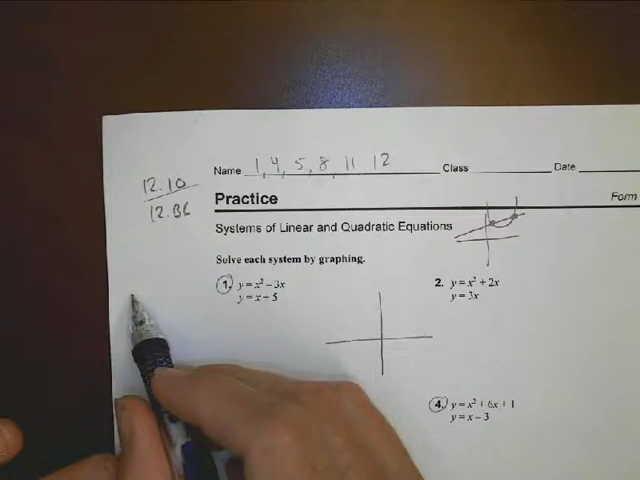 Name 1, 4, 5, 8, 11 12 Class Date
12.10
12.BC
Practice Form
Systems of Linear and Quadratic Equations
Solve each system by graphing.
1. y = x² − 3x
y = x − 5
2. y = x² + 2x
y = 3x
4. y = x² + 6x + 1
y = x − 3